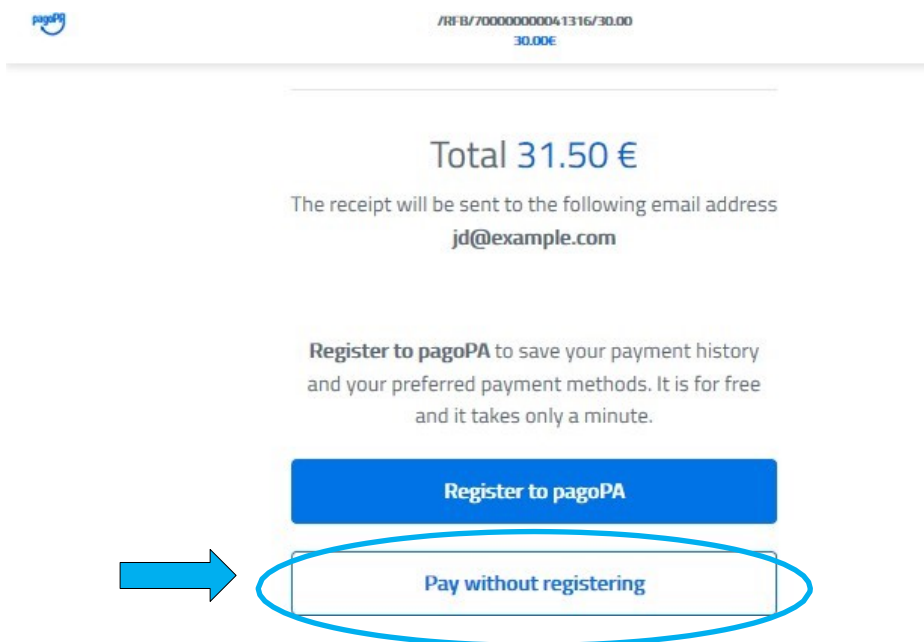 pagoPA
/RFB/700000000041316/30.00
30.00€
Total 31.50 €
The receipt will be sent to the following email address
jd@example.com
Register to pagoPA to save your payment history
and your preferred payment methods. It is for free
and it takes only a minute.
Register to pagoPA
Pay without registering